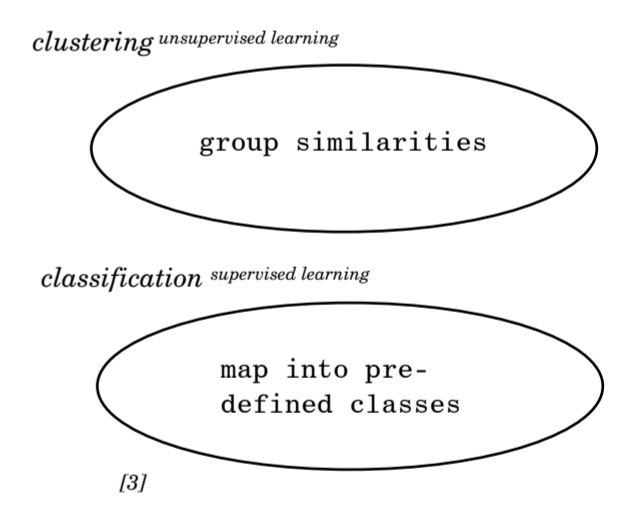 clustering unsupervised learning
group similarities
classification supervised learning
map into pre-
defined classes
[3]